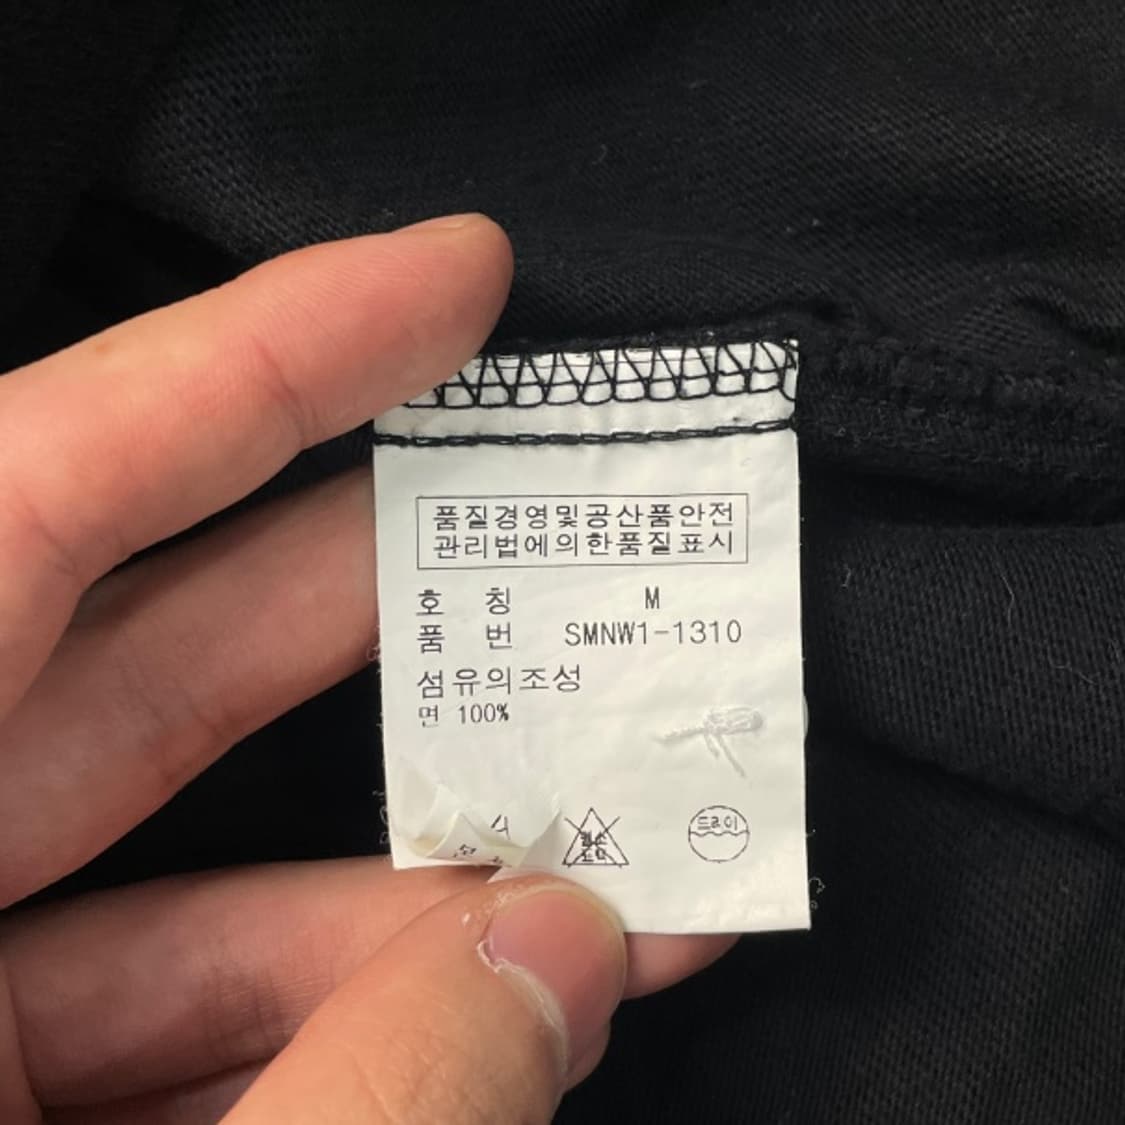 품질경영및공산품안전
관리법에의한품질표시
호 칭 M
품 번 SMNW1-1310
섬유의조성
면 100%
드라이